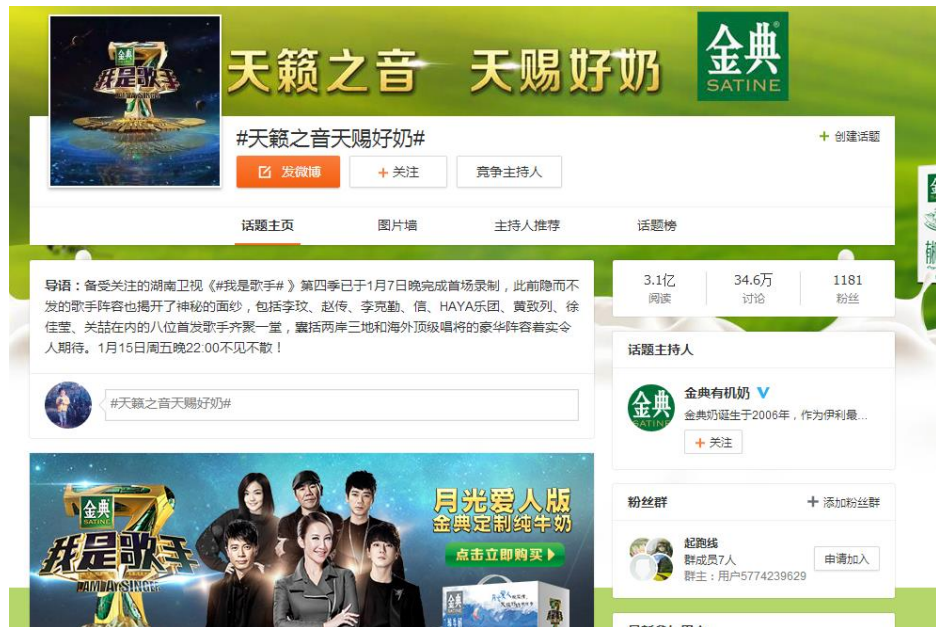 金典
我是歌手
I AM A SINGER
天籁之音 天赐好奶
金典
SATINE
#天籁之音天赐好奶#
+ 创建话题
发微博
+ 关注
竞争主持人
话题主页
图片墙
主持人推荐
话题榜
导语：备受关注的湖南卫视《#我是歌手# 》第四季已于1月7日晚完成首场录制，此前隐而不
发的歌手阵容也揭开了神秘的面纱，包括李玟、赵传、李克勤、信、HAYA乐团、黄致列、徐
佳莹、关喆在内的八位首发歌手齐聚一堂，囊括两岸三地和海外顶级唱将的豪华阵容着实令
人期待。1月15日周五晚22:00不见不散！
#天籁之音天赐好奶#
3.1亿
阅读
34.6万
讨论
1181
粉丝
话题主持人
金典
SATINE
金典有机奶
金典奶诞生于2006年，作为伊利最...
+ 关注
粉丝群
+ 添加粉丝群
起跑线
群成员7人
群主：用户5774239629
申请加入
金典
SATINE
我是歌手
I AM A SINGER
月光爱人版
金典定制纯牛奶
点击立即购买
金典